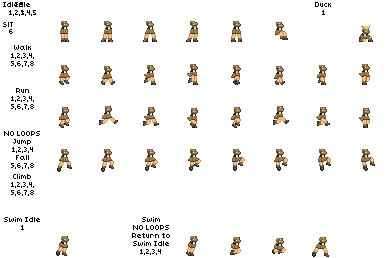 Idle
1,2,3,4,5
Duck
1
SIT
6
Walk
1,2,3,4,
5,6,7,8
Run
1,2,3,4,
5,6,7,8
NO LOOPS
Jump
1,2,3,4
Fall
5,6,7,8
Climb
1,2,3,4,
5,6,7,8
Swim Idle
1
Swim
NO LOOPS
Return to
Swim Idle
1,2,3,4